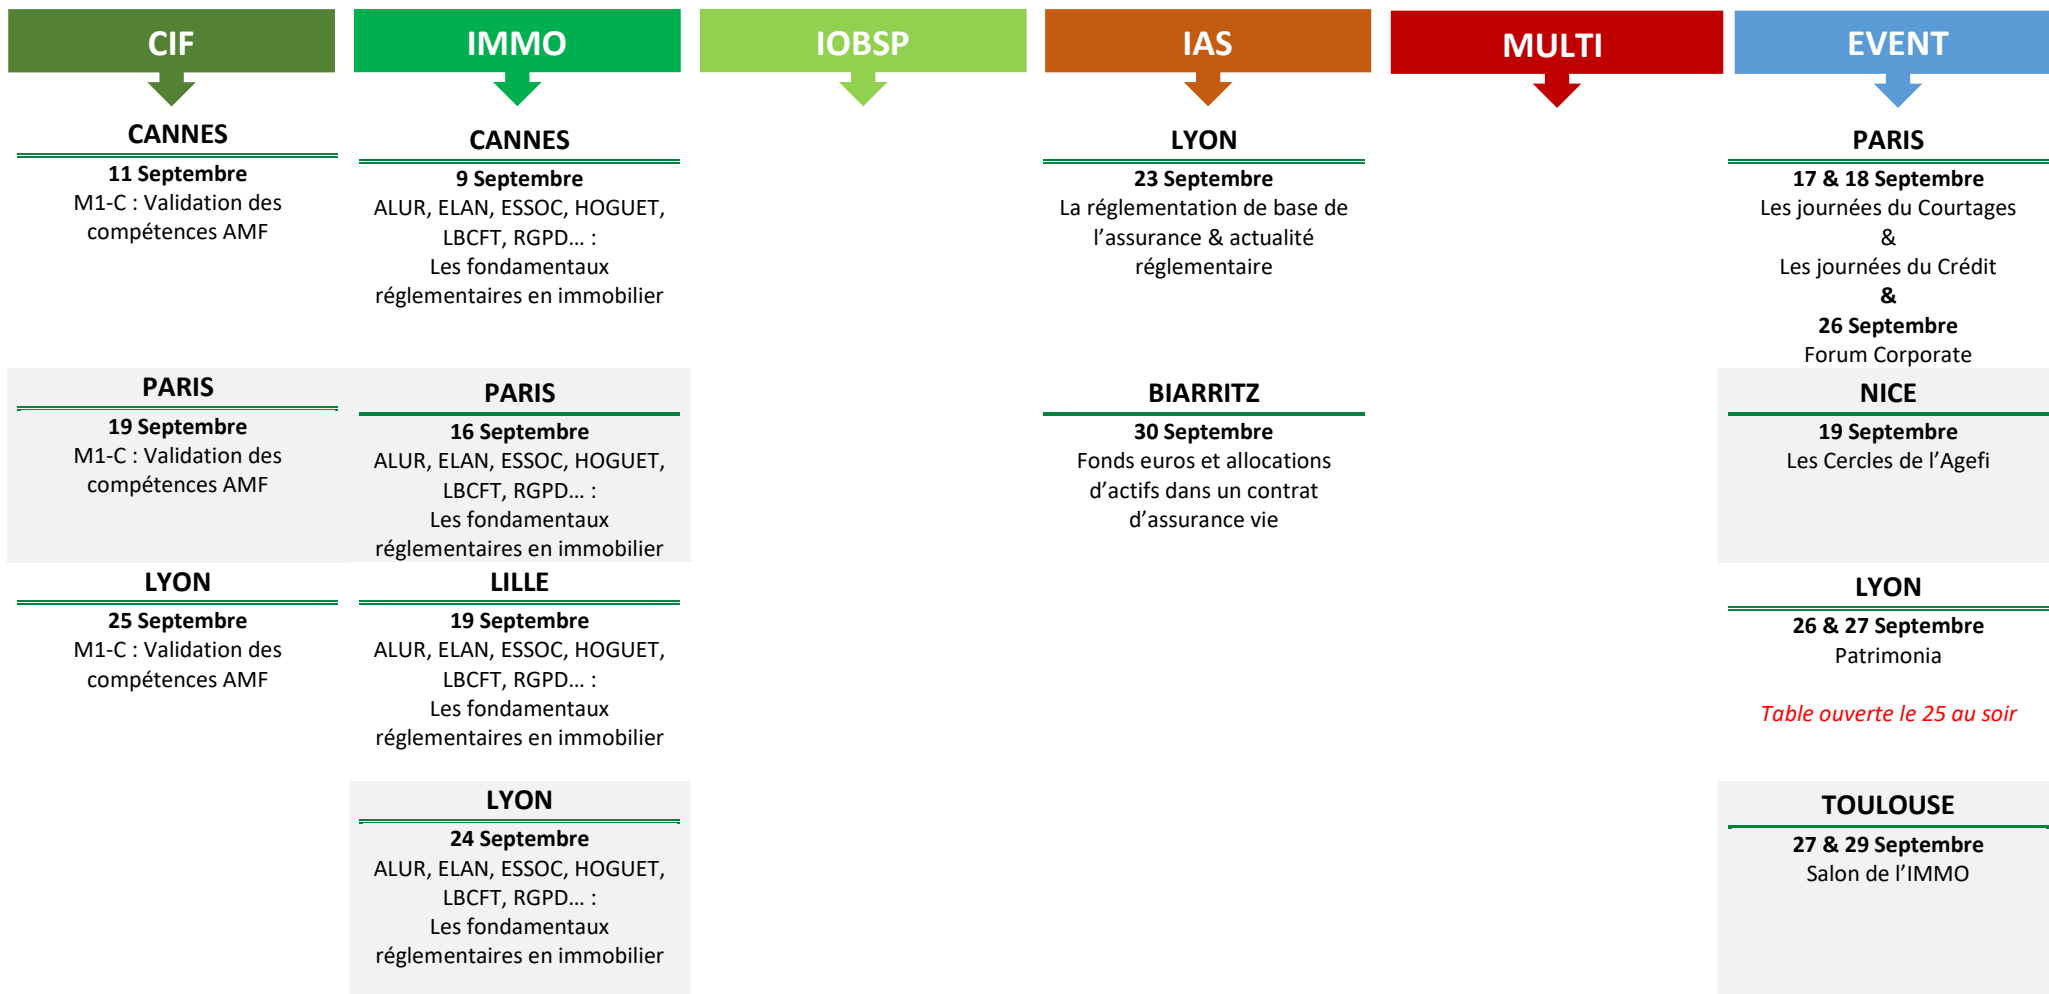 CIF
IMMO
IOBSP
IAS
MULTI
EVENT
CANNES
11 Septembre
M1-C : Validation des
compétences AMF
PARIS
19 Septembre
M1-C : Validation des
compétences AMF
LYON
25 Septembre
M1-C : Validation des
compétences AMF
CANNES
9 Septembre
ALUR, ELAN, ESSOC, HOGUET,
LBCFT, RGPD… :
Les fondamentaux
réglementaires en immobilier
PARIS
16 Septembre
ALUR, ELAN, ESSOC, HOGUET,
LBCFT, RGPD… :
Les fondamentaux
réglementaires en immobilier
LILLE
19 Septembre
ALUR, ELAN, ESSOC, HOGUET,
LBCFT, RGPD… :
Les fondamentaux
réglementaires en immobilier
LYON
24 Septembre
ALUR, ELAN, ESSOC, HOGUET,
LBCFT, RGPD… :
Les fondamentaux
réglementaires en immobilier
LYON
23 Septembre
La réglementation de base de
l’assurance & actualité
réglementaire
BIARRITZ
30 Septembre
Fonds euros et allocations
d’actifs dans un contrat
d’assurance vie
PARIS
17 & 18 Septembre
Les journées du Courtages
&
Les journées du Crédit
&
26 Septembre
Forum Corporate
NICE
19 Septembre
Les Cercles de l’Agefi
LYON
26 & 27 Septembre
Patrimonia
Table ouverte le 25 au soir
TOULOUSE
27 & 29 Septembre
Salon de l’IMMO